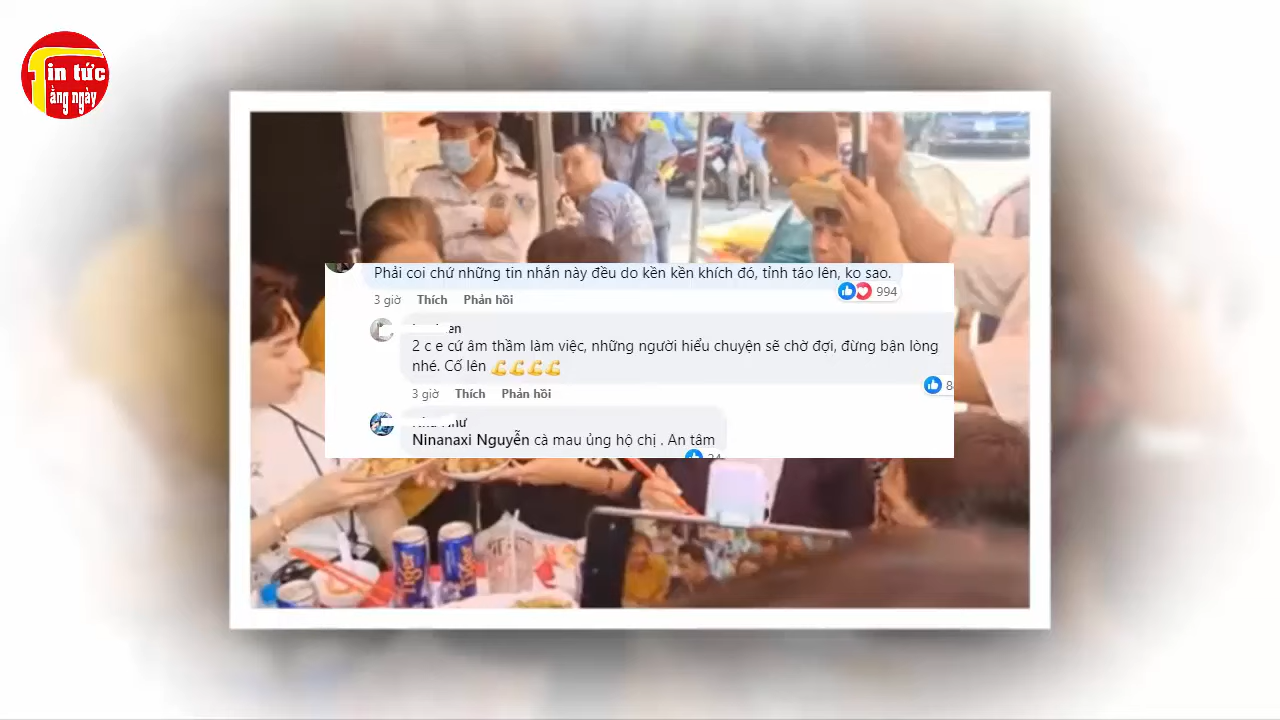 in tức
ằng ngày
Phải coi chứ những tin nhắn này đều do kền kền khích đó, tỉnh táo lên, ko sao.
3 giờ Thích Phản hồi
994
2 c e cứ âm thầm làm việc, những người hiểu chuyện sẽ chờ đợi, đừng bận lòng
nhé. Cố lên 💪💪💪💪
3 giờ Thích Phản hồi
Ninanaxi Nguyễn cà mau ủng hộ chị . An tâm
Tiger
Tiger